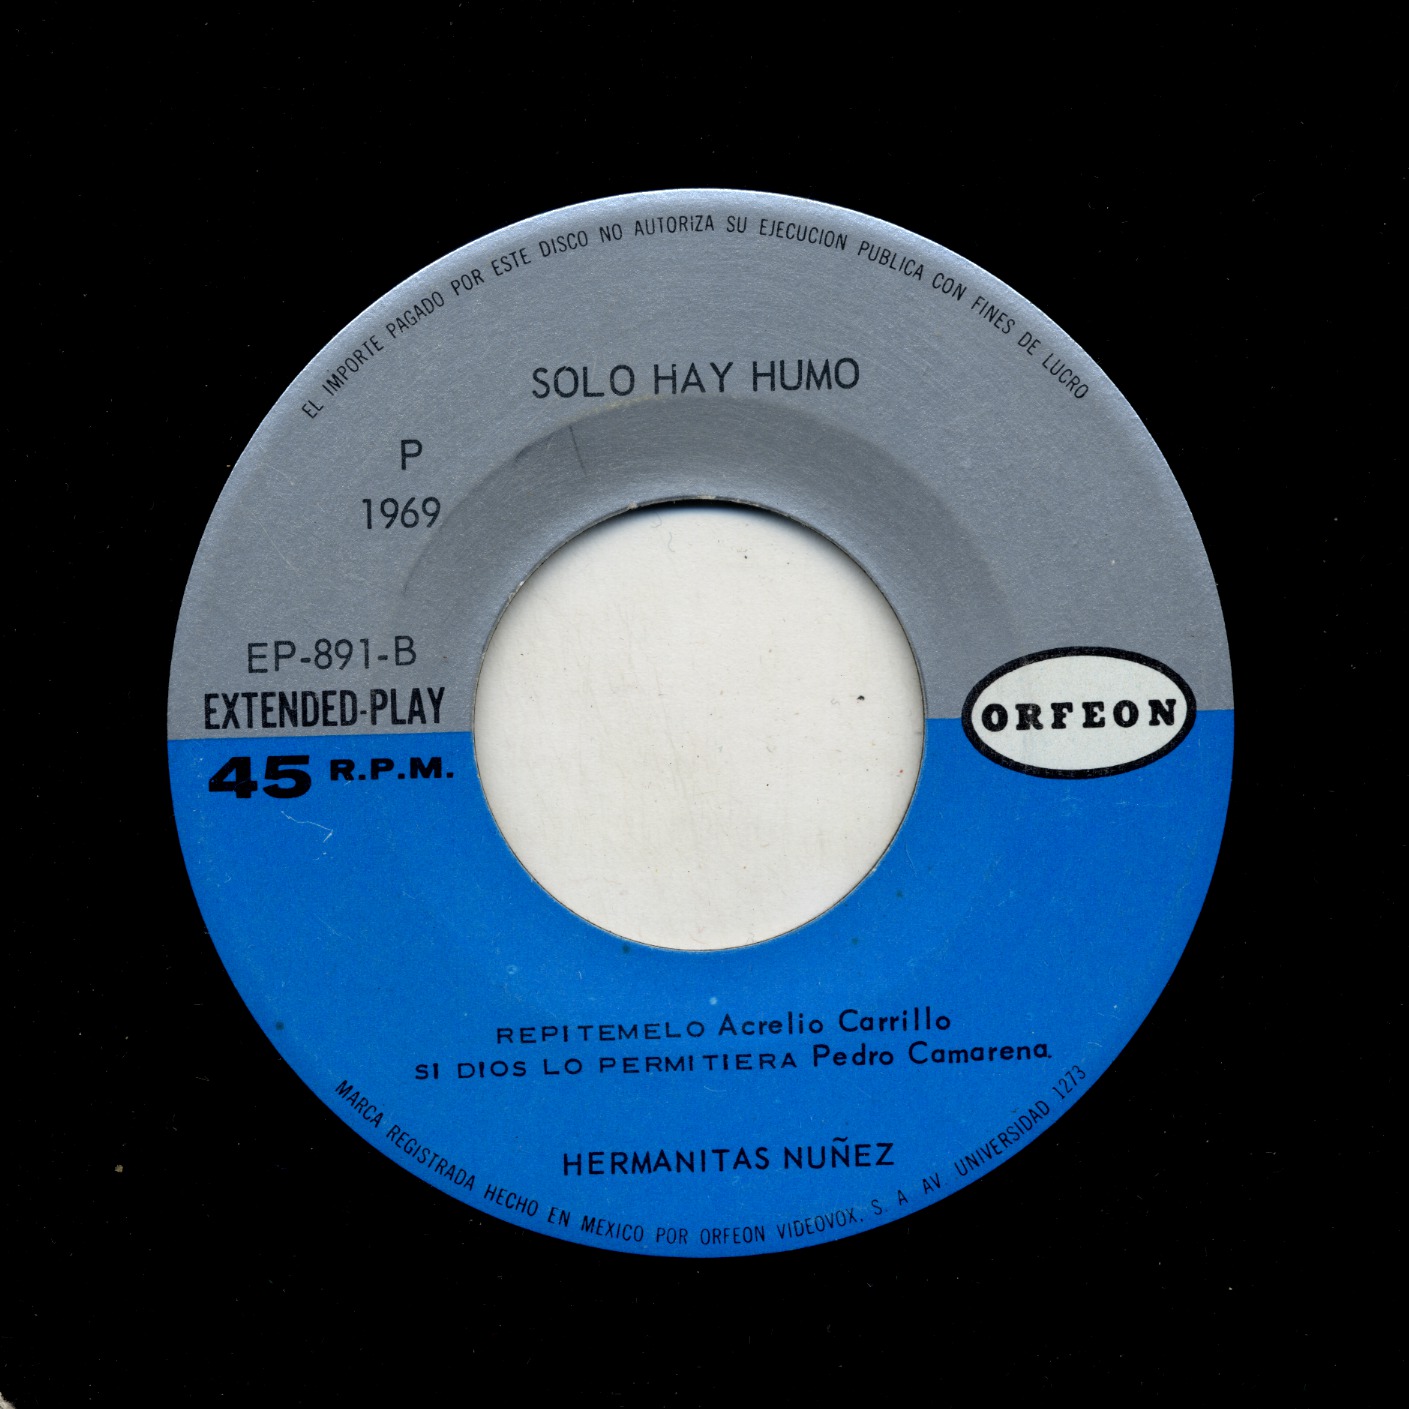 EL IMPORTE PAGADO POR ESTE DISCO NO AUTORIZA SU EJECUCION PUBLICA CON FINES DE LUCRO
SOLO HAY HUMO
P
1969
EP-891-B
EXTENDED-PLAY
45 R.P.M.
ORFEON
REPITEMELO Acrelio Carrillo
SI DIOS LO PERMITIERA Pedro Camarena.
HERMANITAS NUÑEZ
MARCA REGISTRADA HECHO EN MEXICO POR ORFEON VIDEOVOX, S. A. AV UNIVERSIDAD 1273